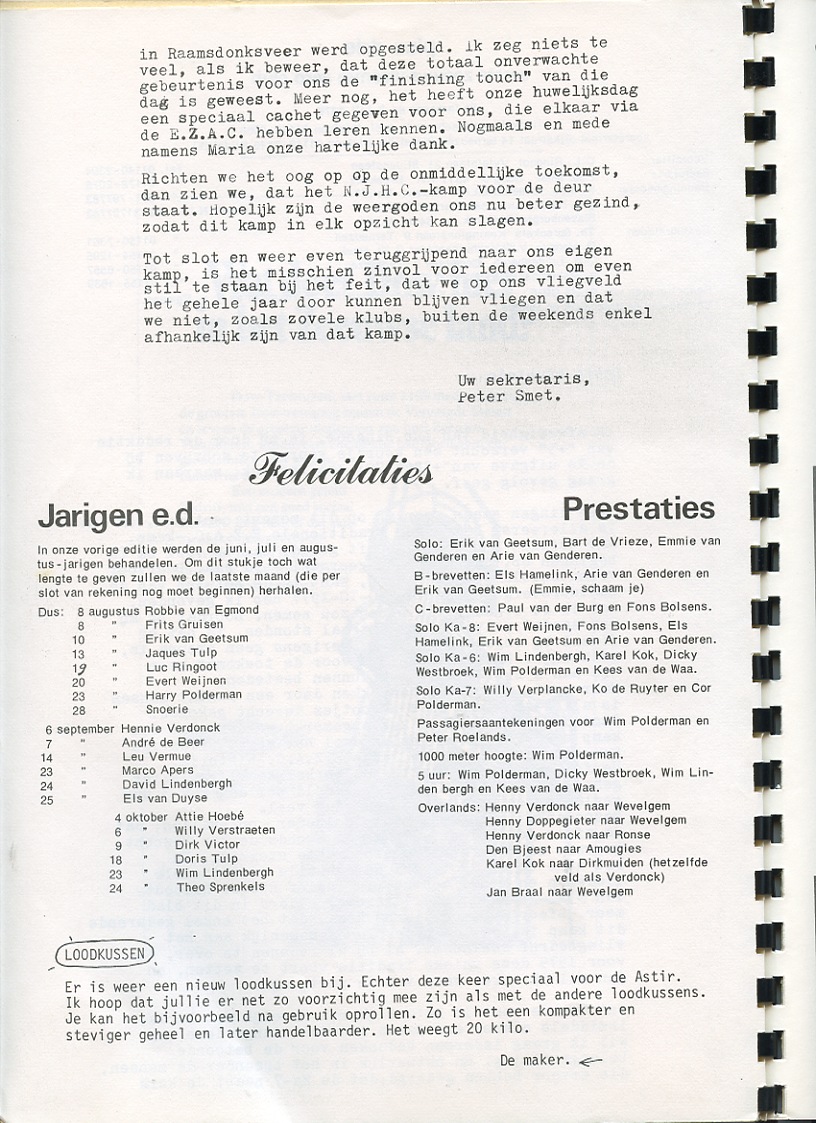 in Raamsdonksveer werd opgesteld. Ik zeg niets te
veel, als ik beweer, dat deze totaal onverwachte
gebeurtenis voor ons de "finishing touch" van die
dag is geweest. Meer nog, het heeft onze huwelijksdag
een speciaal cachet gegeven voor ons, die elkaar via
de E.Z.A.C. hebben leren kennen. Nogmaals en mede
namens Maria onze hartelijke dank.
Richten we het oog op op de onmiddellijke toekomst,
dan zien we, dat het N.J.H.C.-kamp voor de deur
staat. Hopelijk zijn de weergoden ons nu beter gezind,
zodat dit kamp in elk opzicht kan slagen.
Tot slot en weer even teruggrijpend naar ons eigen
kamp, is het misschien zinvol voor iedereen om even
stil te staan bij het feit, dat we op ons vliegveld
het gehele jaar door kunnen blijven vliegen en dat
we niet, zoals zovele klubs, buiten de weekends enkel
afhankelijk zijn van dat kamp.
Uw sekretaris,
Peter Smet.
Felicitaties
Jarigen e.d.
In onze vorige editie werden de juni, juli en augus-
tus-jarigen behandelen. Om dit stukje toch wat
lengte te geven zullen we de laatste maand (die per
slot van rekening nog moet beginnen) herhalen.
Dus: 8 augustus Robbie van Egmond
8 " Frits Gruisen
10 " Erik van Geetsum
13 " Jaques Tulp
19 " Luc Ringoot
20 " Evert Weijnen
23 " Harry Polderman
28 " Snoerie
6 september Hennie Verdonck
7 " André de Beer
14 " Leu Vermue
23 " Marco Apers
24 " David Lindenbergh
25 " Els van Duyse
4 oktober Attie Hoebé
6 " Willy Verstraeten
9 " Dirk Victor
18 " Doris Tulp
23 " Wim Lindenbergh
24 " Theo Sprenkels
Prestaties
Solo: Erik van Geetsum, Bart de Vrieze, Emmie van
Genderen en Arie van Genderen.
B-brevetten: Els Hamelink, Arie van Genderen en
Erik van Geetsum. (Emmie, schaam je)
C-brevetten: Paul van der Burg en Fons Bolsens.
Solo Ka-8: Evert Weijnen, Fons Bolsens, Els
Hamelink, Erik van Geetsum en Arie van Genderen.
Solo Ka-6: Wim Lindenbergh, Karel Kok, Dicky
Westbroek, Wim Polderman en Kees van de Waa.
Solo Ka-7: Willy Verplancke, Ko de Ruyter en Cor
Polderman.
Passagiersaantekeningen voor Wim Polderman en
Peter Roelands.
1000 meter hoogte: Wim Polderman.
5 uur: Wim Polderman, Dicky Westbroek, Wim Lin-
den bergh en Kees van de Waa.
Overlands: Henny Verdonck naar Wevelgem
Henny Doppegieter naar Wevelgem
Henny Verdonck naar Ronse
Den Bjeest naar Amougies
Karel Kok naar Dirkmuiden (hetzelfde
veld als Verdonck)
Jan Braal naar Wevelgem
LOODKUSSEN
Er is weer een nieuw loodkussen bij. Echter deze keer speciaal voor de Astir.
Ik hoop dat jullie er net zo voorzichtig mee zijn als met de andere loodkussens.
Je kan het bijvoorbeeld na gebruik oprollen. Zo is het een kompakter en
steviger geheel en later handelbaarder. Het weegt 20 kilo.
De maker.